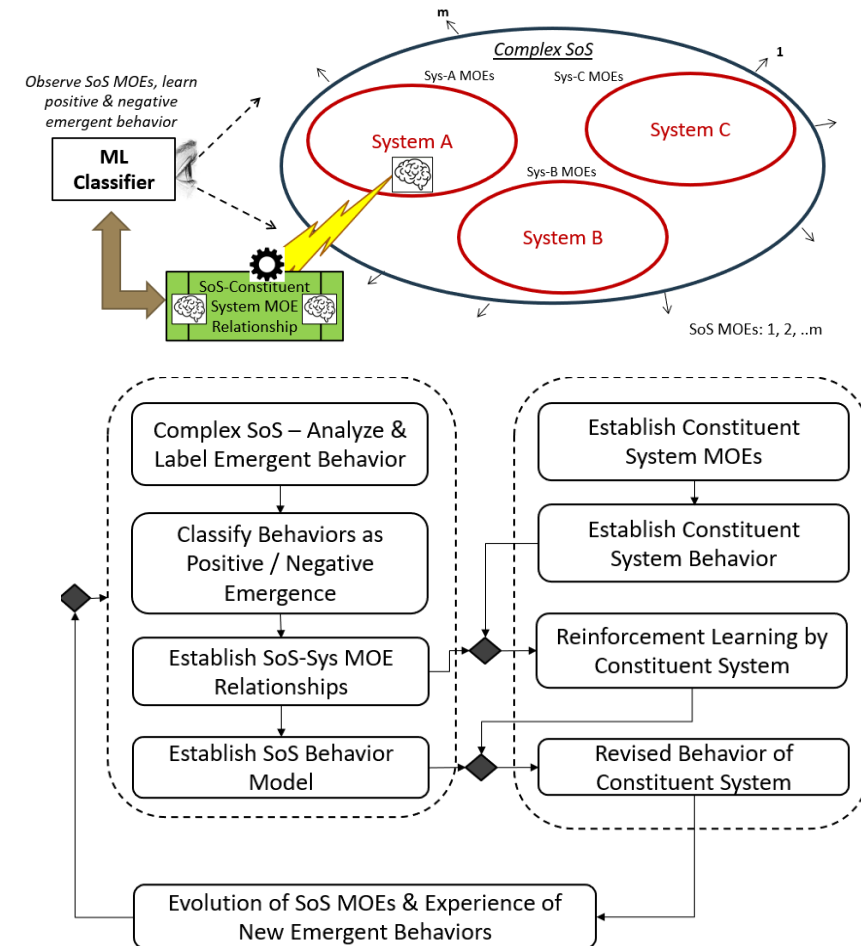 m
Complex SoS
1
Observe SoS MOEs, learn
positive & negative
emergent behavior
Sys-A MOEs
Sys-C MOEs
ML
Classifier
System A
System C
Sys-B MOEs
System B
SoS-Constituent
System MOE
Relationship
SoS MOEs: 1, 2, ..m
Complex SoS – Analyze &
Label Emergent Behavior
Classify Behaviors as
Positive / Negative
Emergence
Establish SoS-Sys MOE
Relationships
Establish SoS Behavior
Model
Establish Constituent
System MOEs
Establish Constituent
System Behavior
Reinforcement Learning by
Constituent System
Revised Behavior of
Constituent System
Evolution of SoS MOEs & Experience of
New Emergent Behaviors